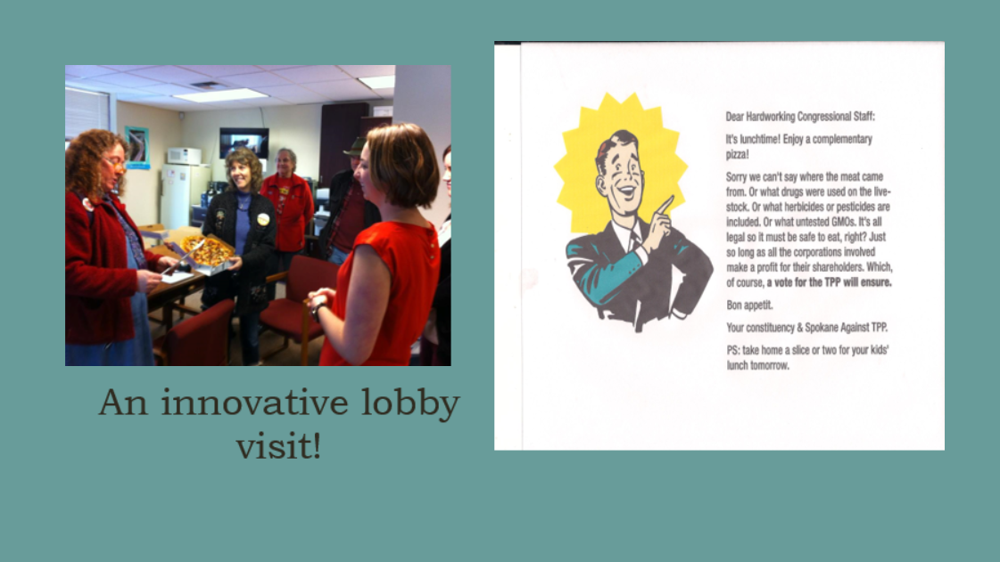 An innovative lobby
visit!
Dear Hardworking Congressional Staff:
It's lunchtime! Enjoy a complementary
pizza!
Sorry we can't say where the meat came
from. Or what drugs were used on the live-
stock. Or what herbicides or pesticides are
included. Or what untested GMOs. It's all
legal so it must be safe to eat, right? Just
so long as all the corporations involved
make a profit for their shareholders. Which,
of course, a vote for the TPP will ensure.
Bon appetit.
Your constituency & Spokane Against TPP.
PS: take home a slice or two for your kids'
lunch tomorrow.